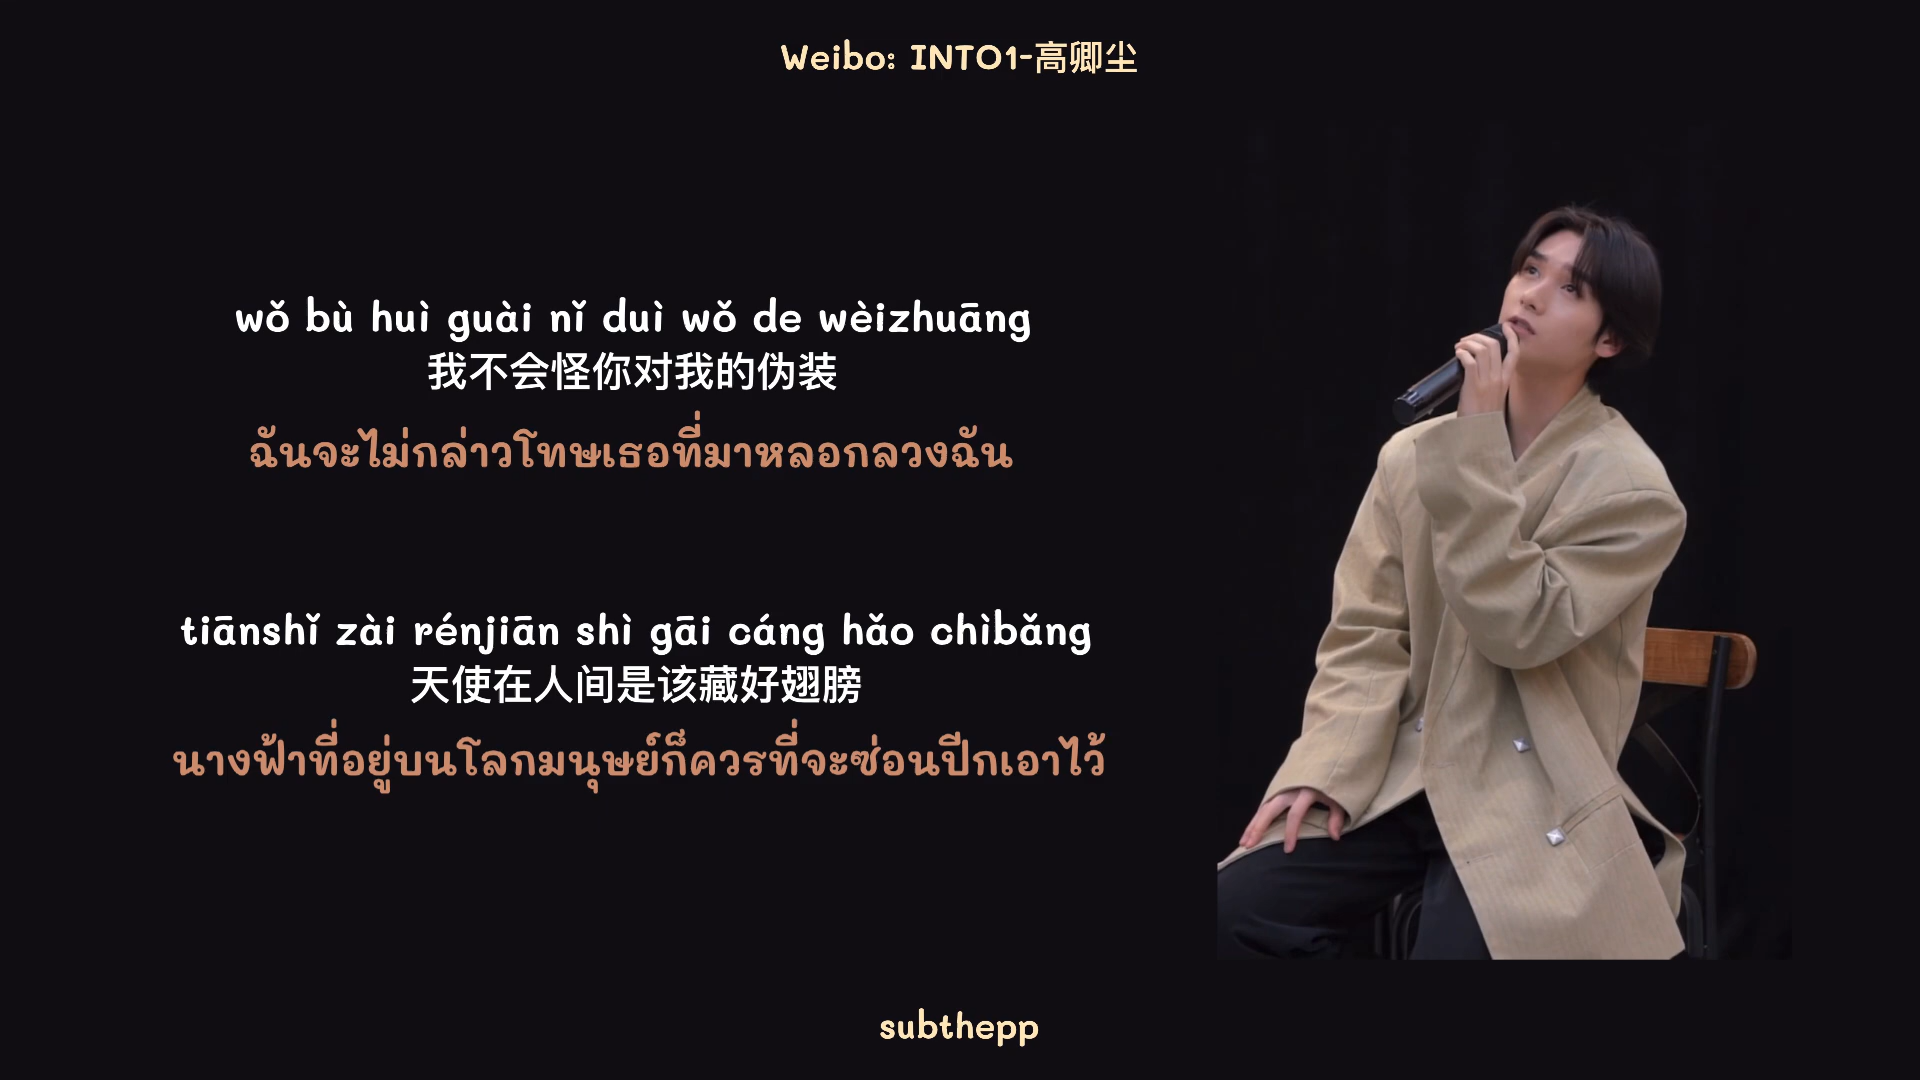 Weibo: INTO1-高卿尘
wǒ bù huì guài nǐ duì wǒ de wèizhuāng
我不会怪你对我的伪装
ฉันจะไม่กล่าวโทษเธอที่มาหลอกลวงฉัน
tiānshǐ zài rénjiān shì gāi cáng hǎo chìbǎng
天使在人间是该藏好翅膀
นางฟ้าที่อยู่บนโลกมนุษย์ก็ควรที่จะซ่อนปีกเอาไว้
subthepp